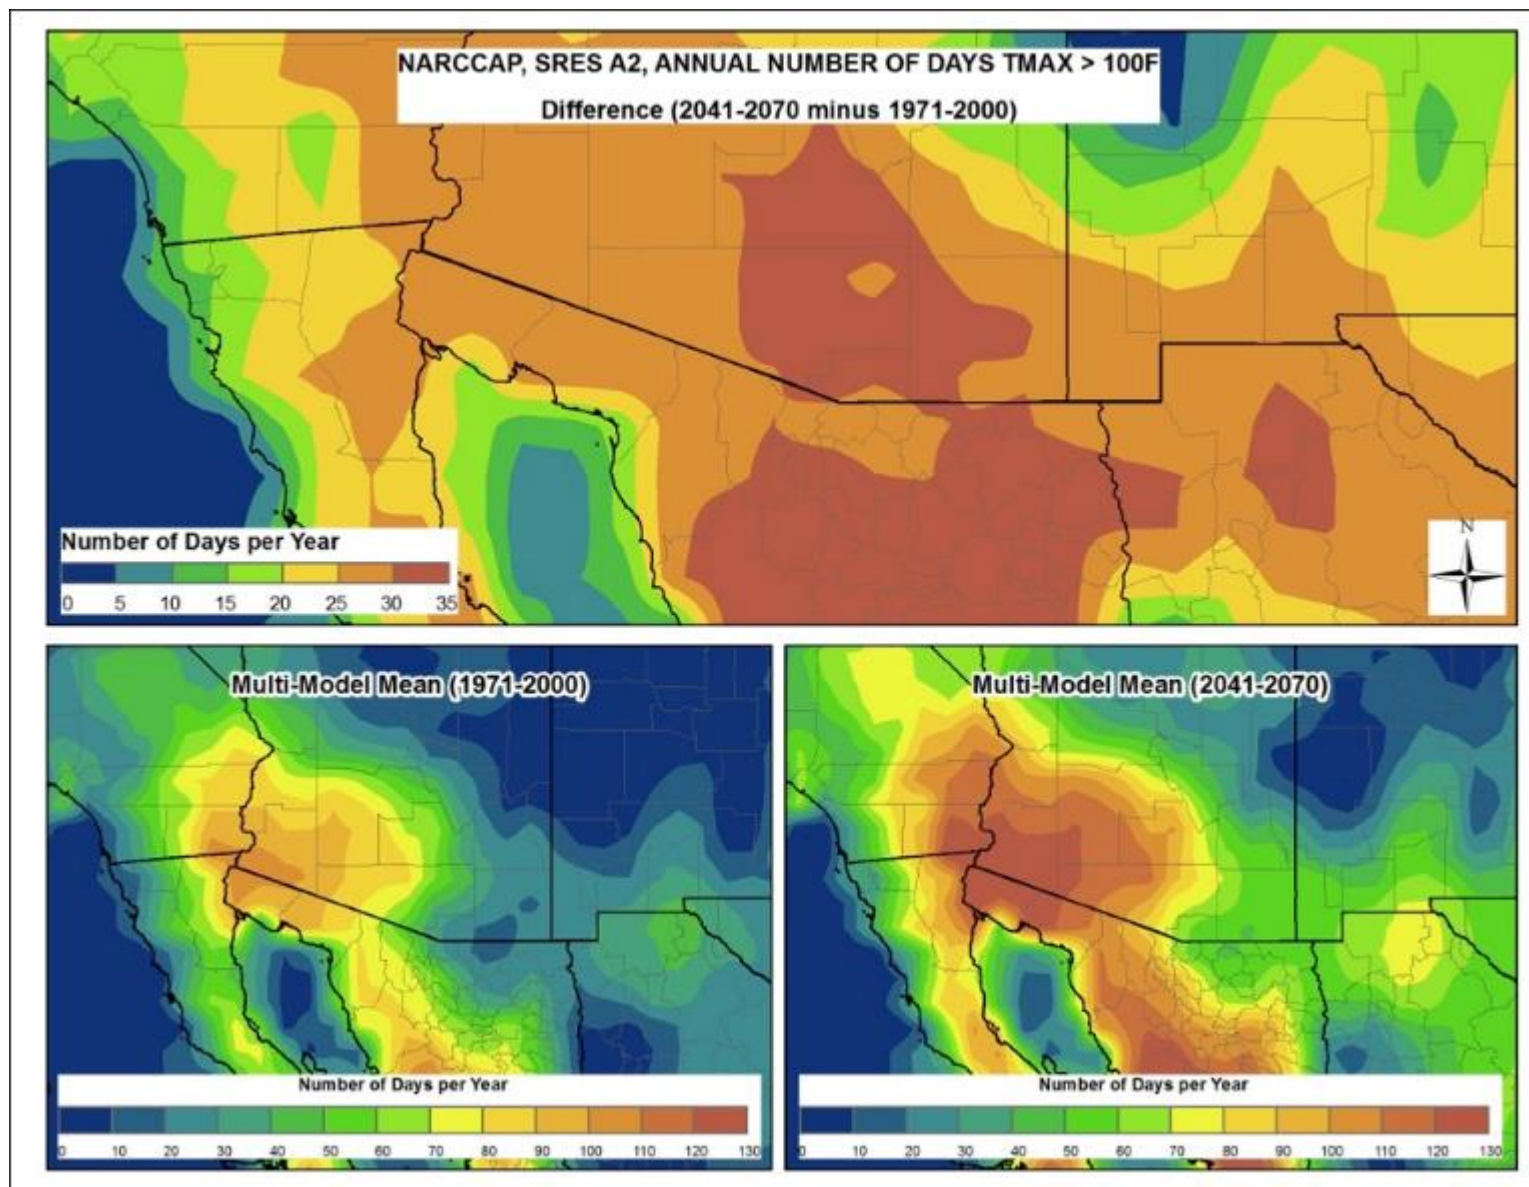 NARCCAP, SRES A2, ANNUAL NUMBER OF DAYS TMAX > 100F
Difference (2041-2070 minus 1971-2000)
Number of Days per Year
0 5 10 15 20 25 30 35
N
Multi-Model Mean (1971-2000)
Number of Days per Year
0 10 20 30 40 50 60 70 80 90 100 110 120 130
Multi-Model Mean (2041-2070)
Number of Days per Year
0 10 20 30 40 50 60 70 80 90 100 110 120 130